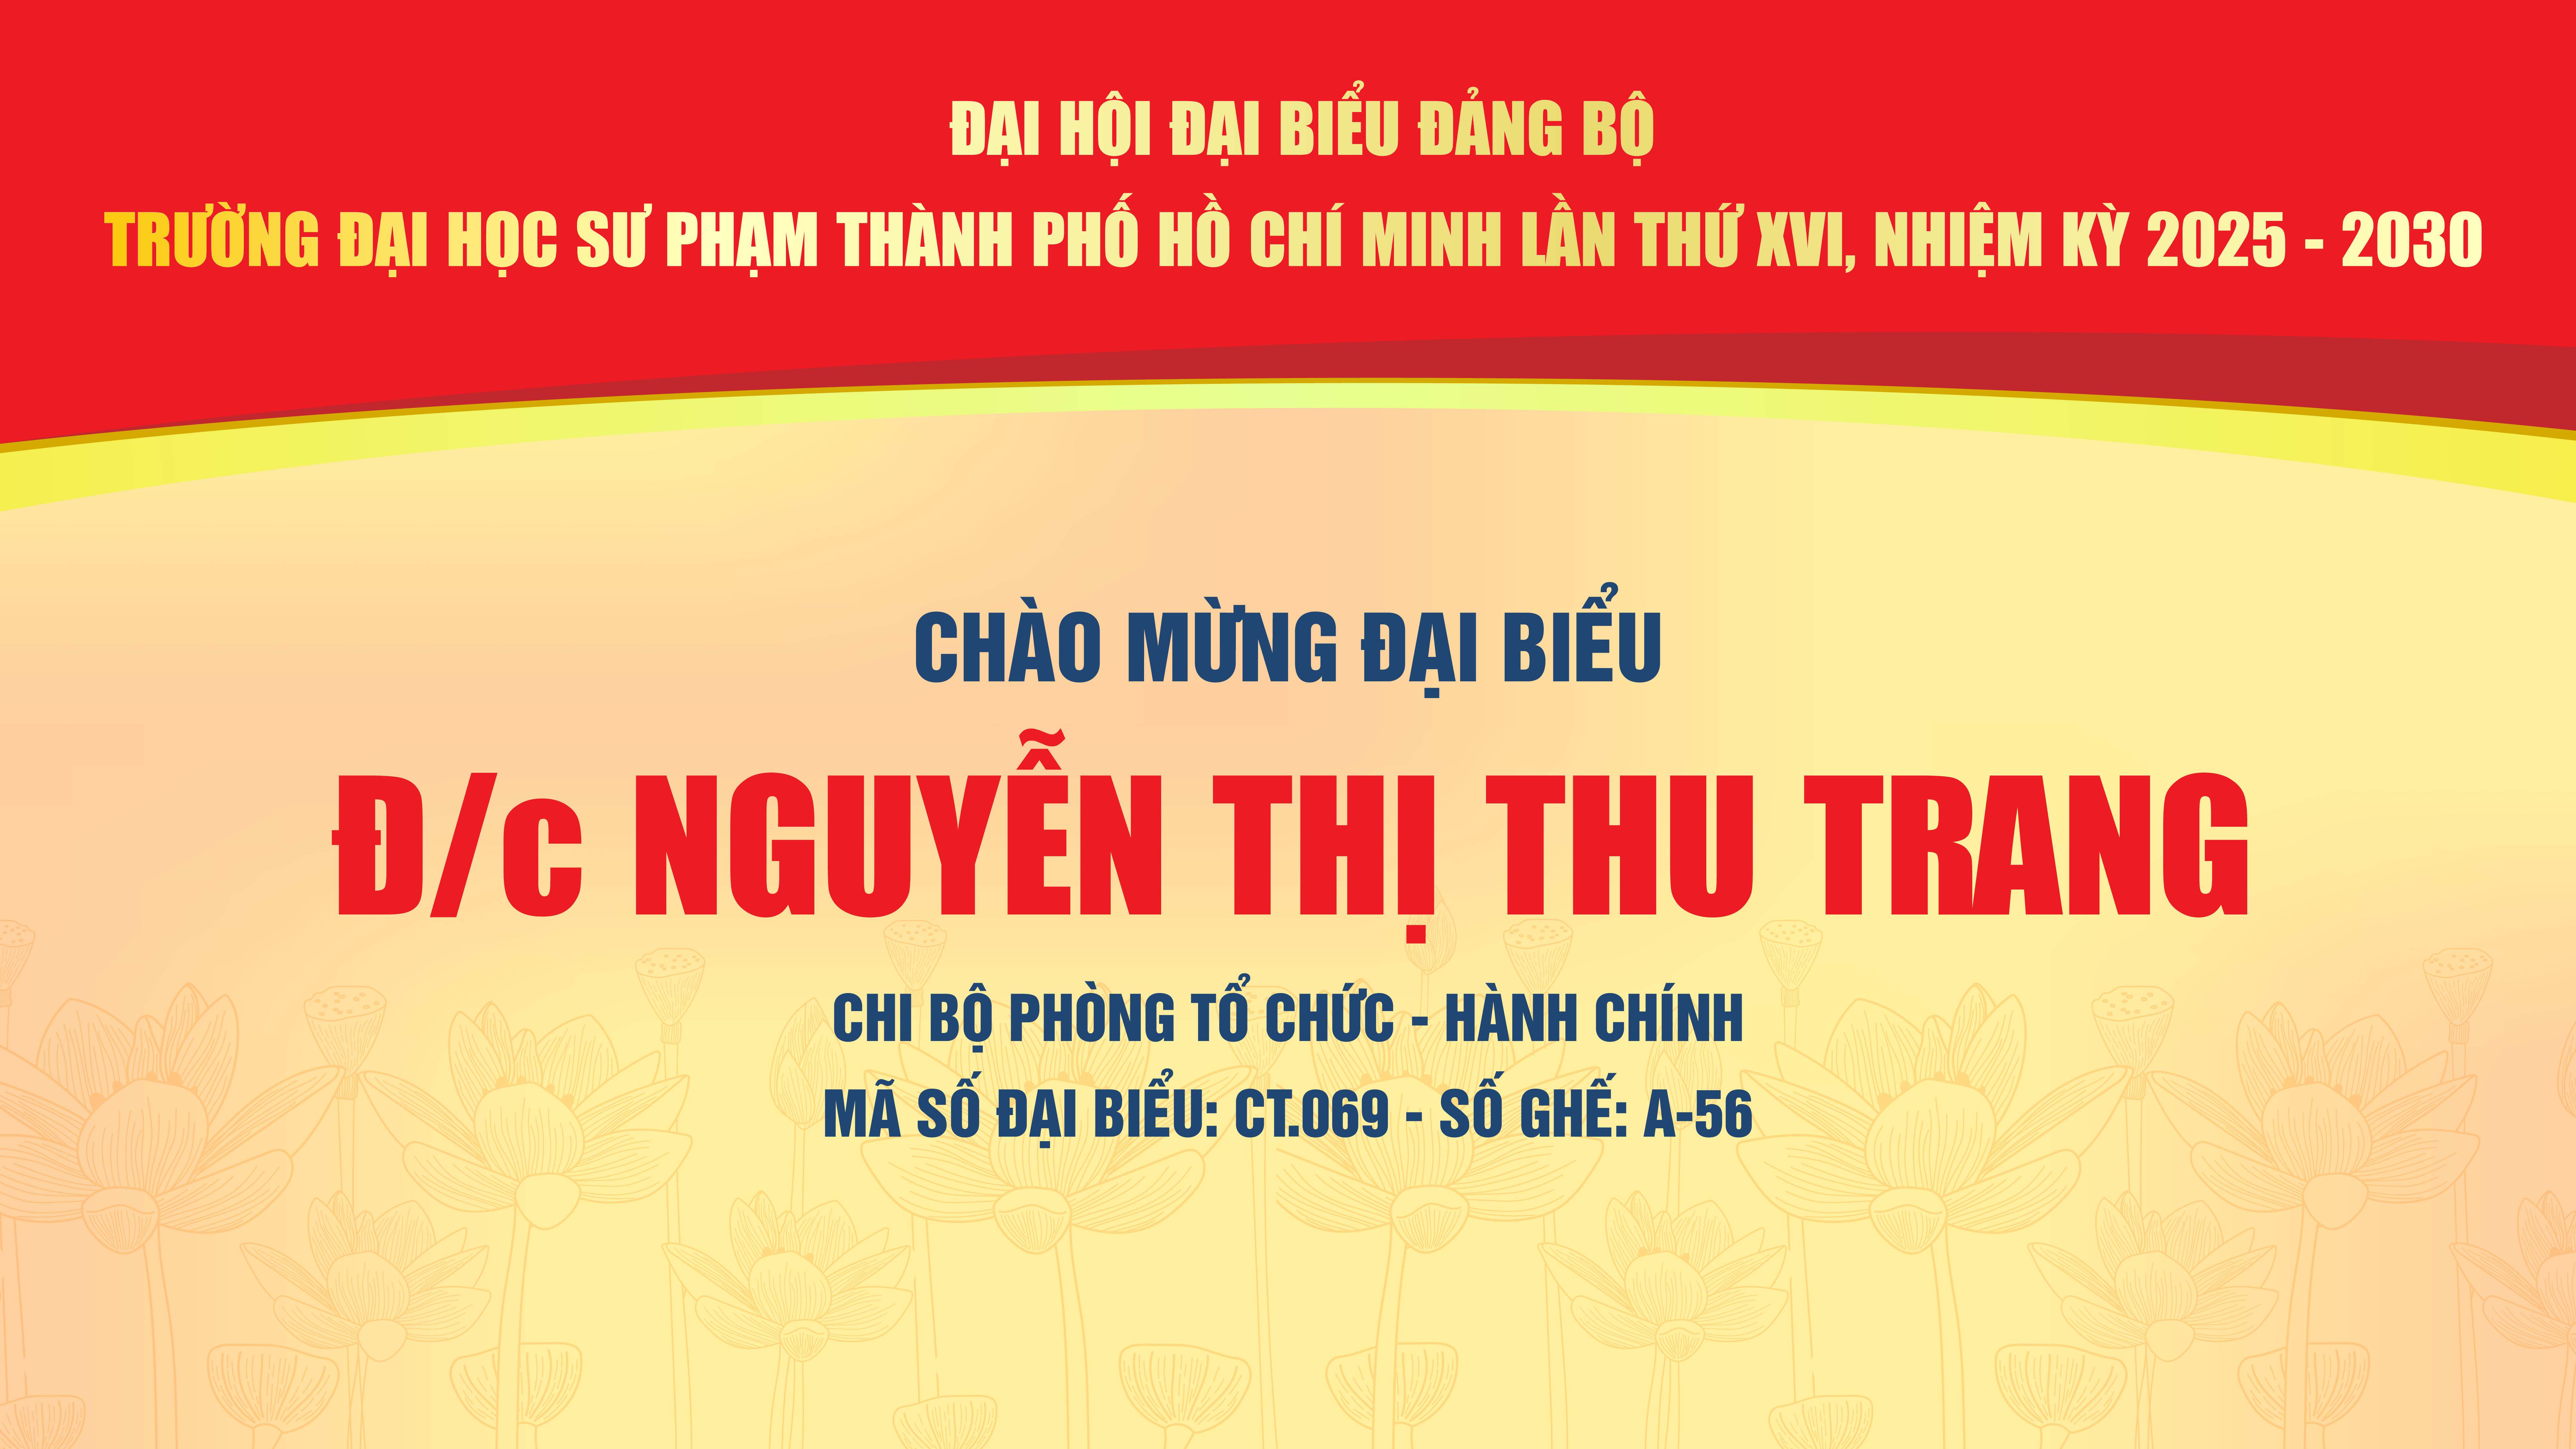 ĐẠI HỘI ĐẠI BIỂU ĐẢNG BỘ
TRƯỜNG ĐẠI HỌC SƯ PHẠM THÀNH PHỐ HỒ CHÍ MINH LẦN THỨ XVI, NHIỆM KỲ 2025 - 2030
CHÀO MỪNG ĐẠI BIỂU
Đ/c NGUYỄN THỊ THU TRANG
CHI BỘ PHÒNG TỔ CHỨC - HÀNH CHÍNH
MÃ SỐ ĐẠI BIỂU: CT.069 - SỐ GHẾ: A-56